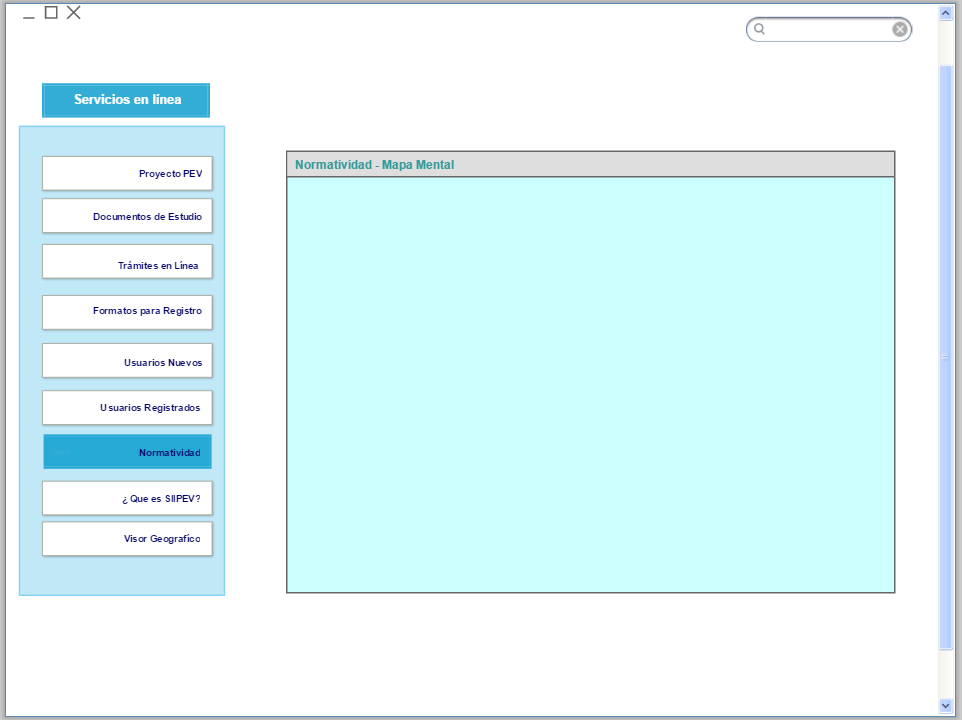 Servicios en línea
Proyecto PEV
Documentos de Estudio
Trámites en Línea
Formatos para Registro
Usuarios Nuevos
Usuarios Registrados
Normatividad
¿ Que es SIIPEV?
Visor Geografíco
Normatividad - Mapa Mental